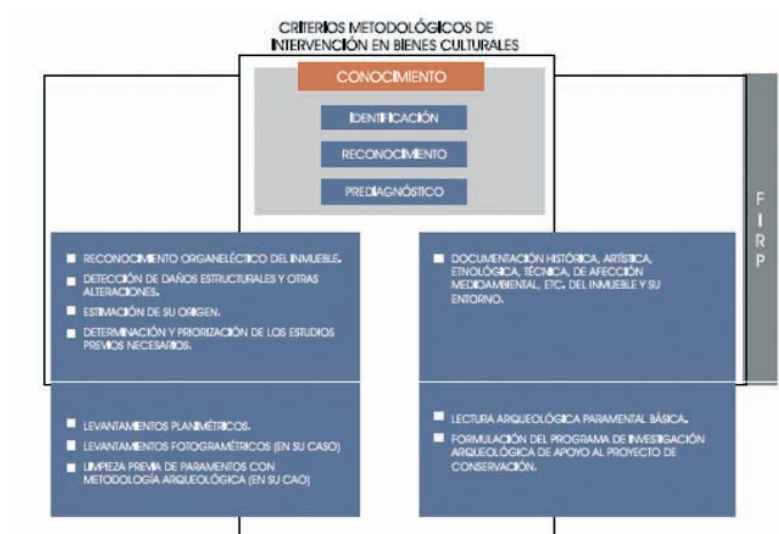 CRITERIOS METODOLÓGICOS DE
INTERVENCIÓN EN BIENES CULTURALES
CONOCIMIENTO
IDENTIFICACIÓN
RECONOCIMIENTO
PREDIAGNÓSTICO
FIRP
RECONOCIMIENTO ORGANELÉCTICO DEL INMUEBLE.
DETECCIÓN DE DAÑOS ESTRUCTURALES Y OTRAS
ALTERACIONES.
ESTIMACIÓN DE SU ORIGEN.
DETERMINACIÓN Y PRIORIZACIÓN DE LOS ESTUDIOS
PREVIOS NECESARIOS.
DOCUMENTACIÓN HISTÓRICA, ARTÍSTICA,
ETNOLÓGICA, TÉCNICA, DE AFECCIÓN
MEDIOAMBIENTAL, ETC. DEL INMUEBLE Y SU
ENTORNO.
LEVANTAMIENTOS PLANIMÉTRICOS.
LEVANTAMIENTOS FOTOGRAMÉTRICOS (EN SU CASO)
LIMPIEZA PREVIA DE PARAMENTOS CON
METODOLOGÍA ARQUEOLÓGICA (EN SU CAO)
LECTURA ARQUEOLÓGICA PARAMENTAL BÁSICA.
FORMULACIÓN DEL PROGRAMA DE INVESTIGACIÓN
ARQUEOLÓGICA DE APOYO AL PROYECTO DE
CONSERVACIÓN.